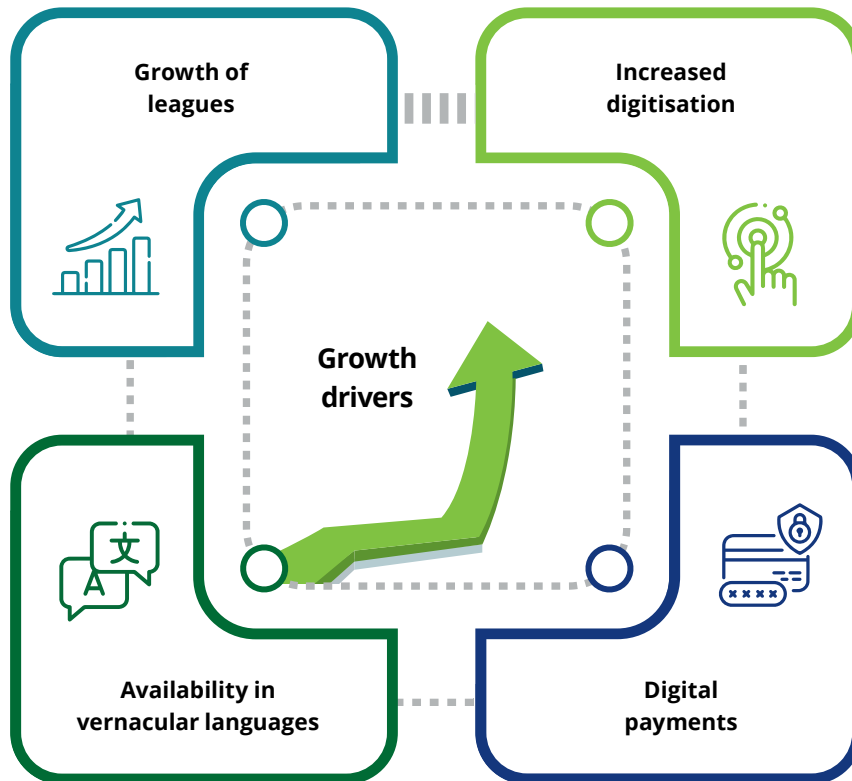 Growth of
leagues
Increased
digitisation
Growth
drivers
A
文
××××
Availability in
vernacular languages
Digital
payments